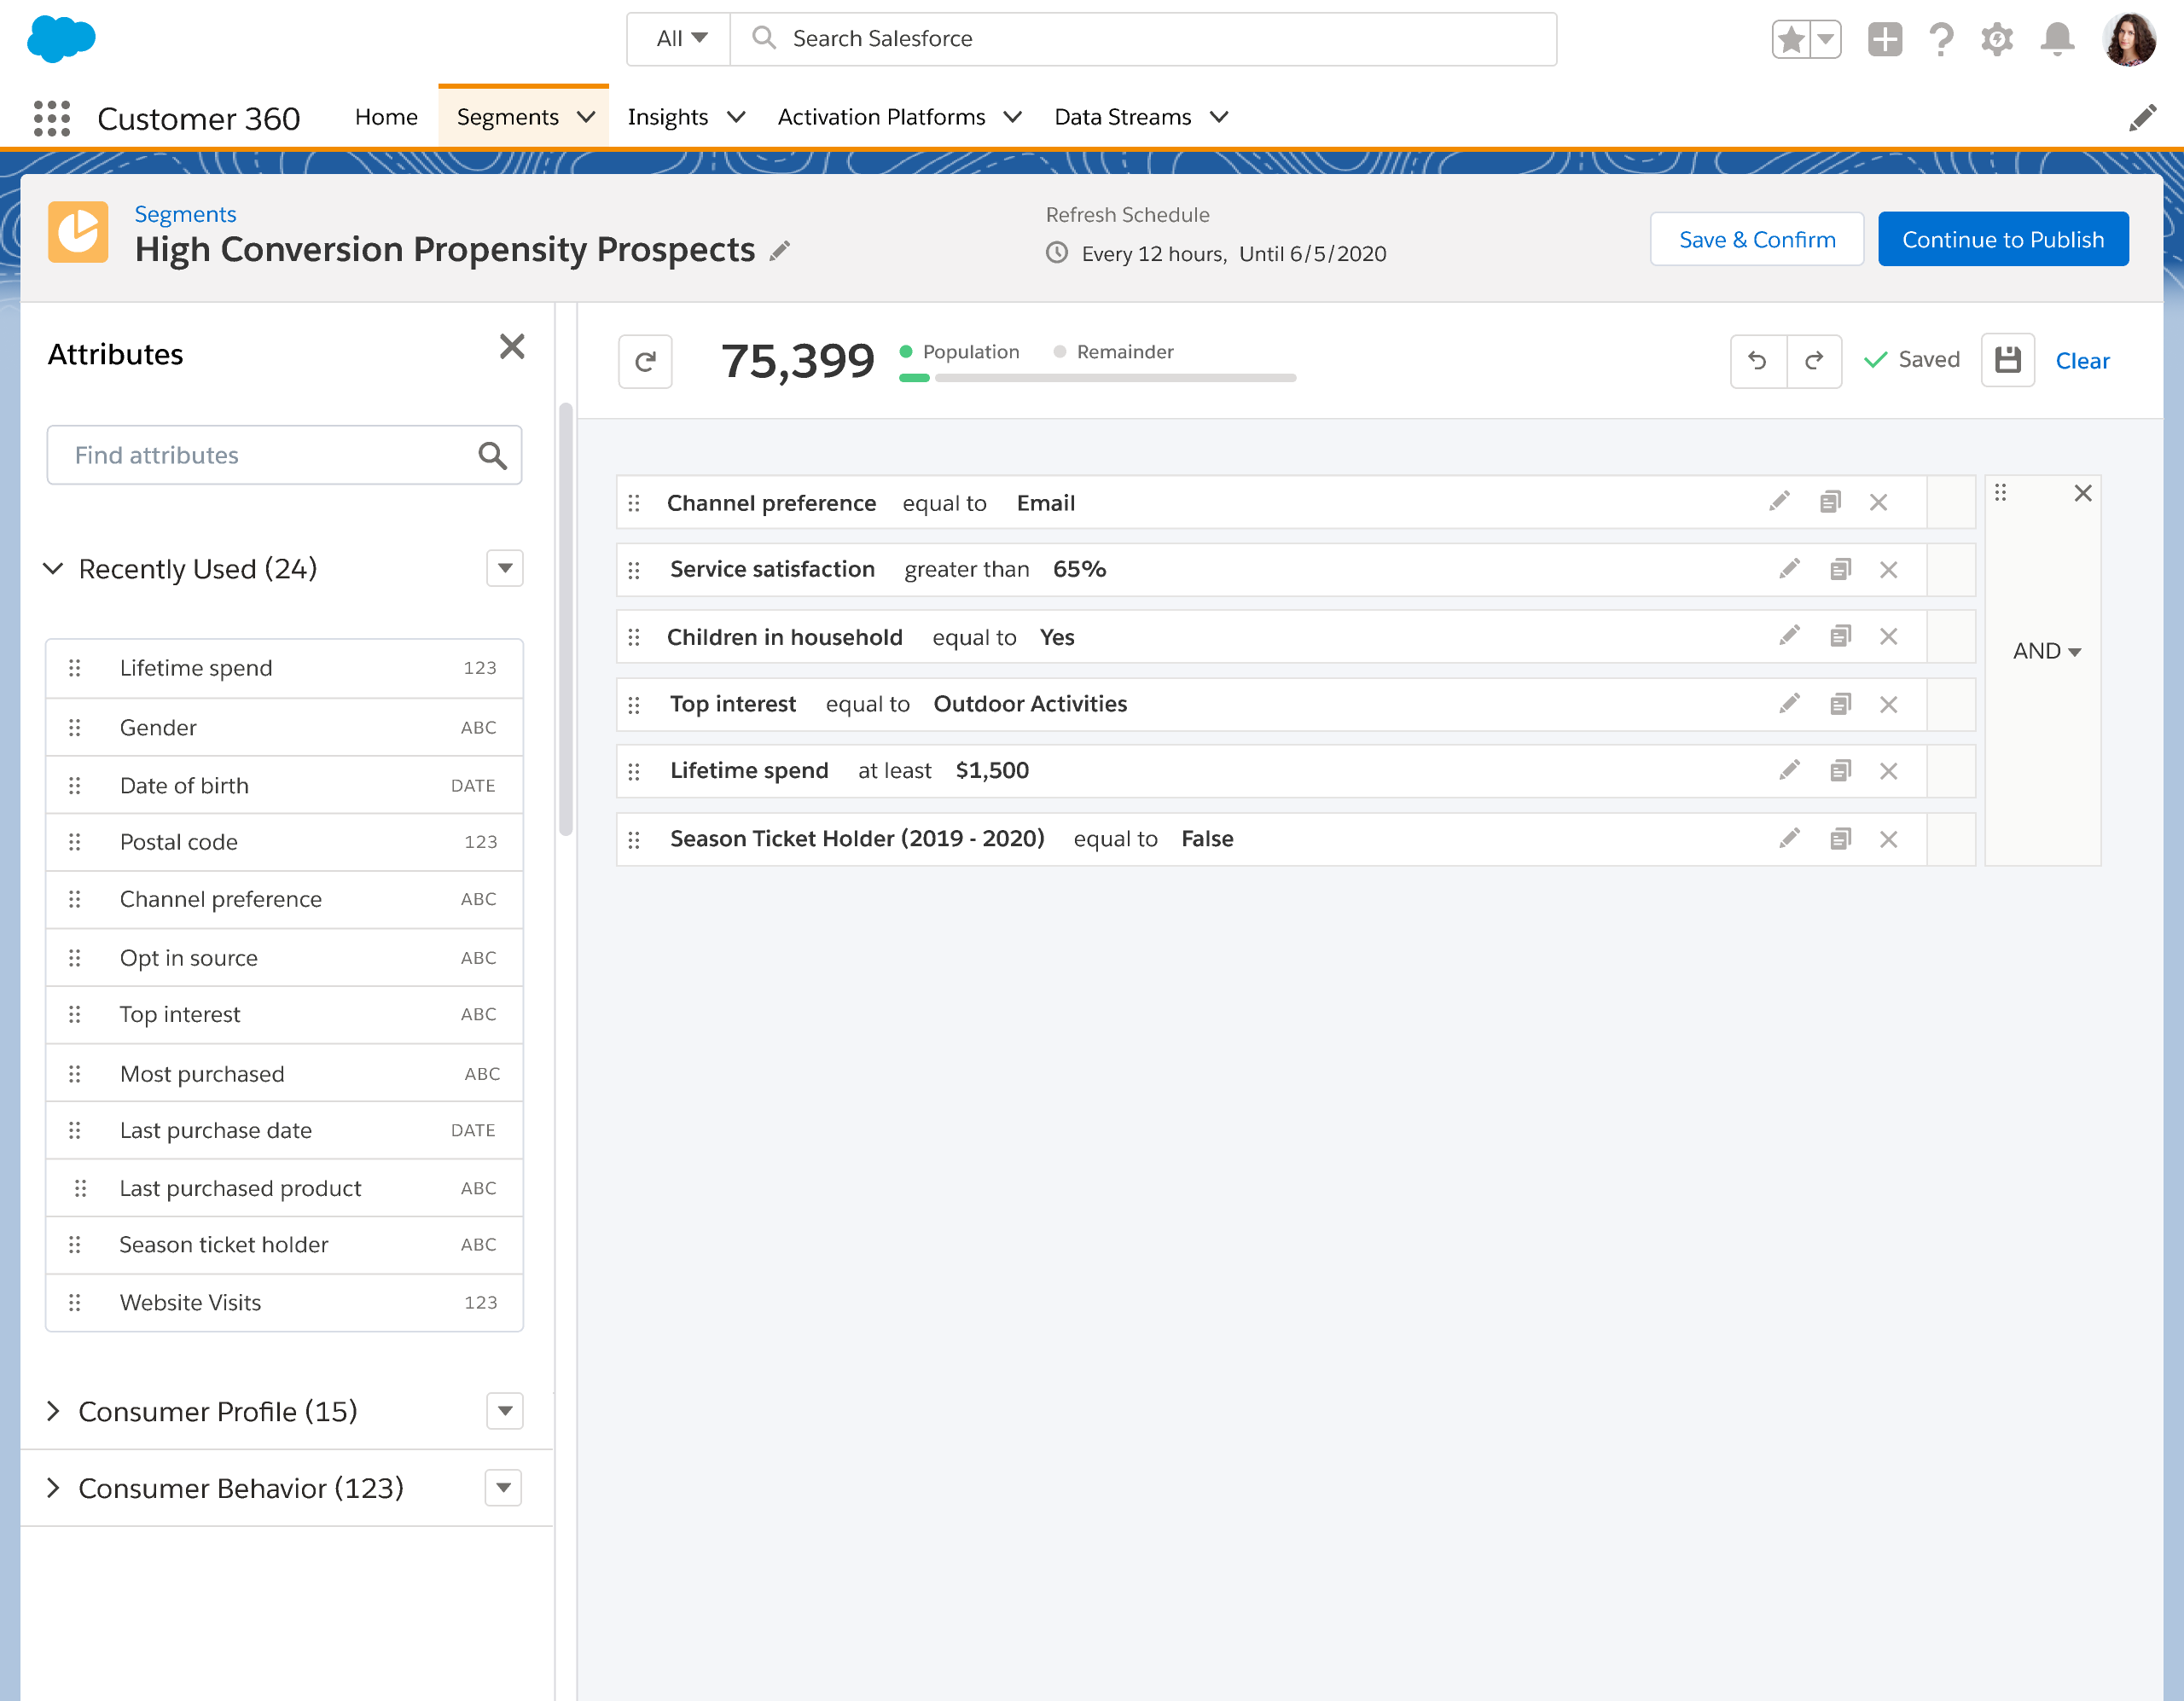 All
Search Salesforce
Customer 360
Home
Segments
Insights
Activation Platforms
Data Streams
Segments
High Conversion Propensity Prospects
Refresh Schedule
Every 12 hours, Until 6/5/2020
Save & Confirm
Continue to Publish
Attributes
Find attributes
Recently Used (24)
Lifetime spend 123
Gender ABC
Date of birth DATE
Postal code 123
Channel preference ABC
Opt in source ABC
Top interest ABC
Most purchased ABC
Last purchase date DATE
Last purchased product ABC
Season ticket holder ABC
Website Visits 123
Consumer Profile (15)
Consumer Behavior (123)
75,399
Population
Remainder
Saved
Clear
Channel preference equal to Email
Service satisfaction greater than 65%
Children in household equal to Yes
Top interest equal to Outdoor Activities
Lifetime spend at least $1,500
Season Ticket Holder (2019 - 2020) equal to False
AND